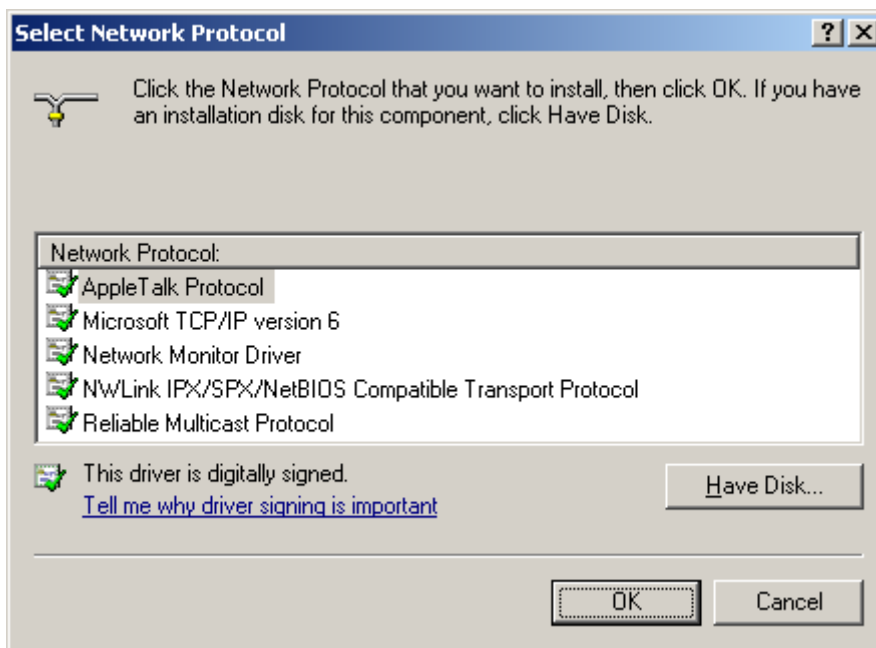 Select Network Protocol
Click the Network Protocol that you want to install, then click OK. If you have
an installation disk for this component, click Have Disk.
Network Protocol:
AppleTalk Protocol
Microsoft TCP/IP version 6
Network Monitor Driver
NWLink IPX/SPX/NetBIOS Compatible Transport Protocol
Reliable Multicast Protocol
This driver is digitally signed.
Tell me why driver signing is important
Have Disk...
OK
Cancel